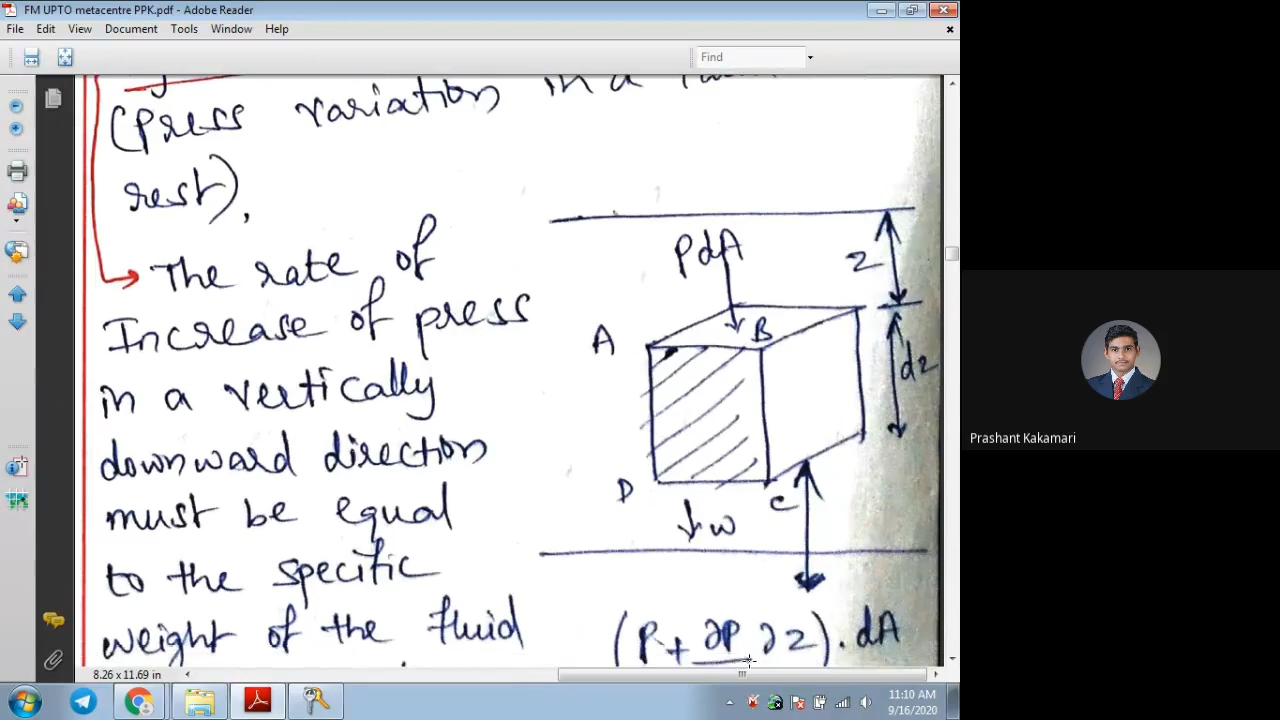 FM UPTO metacentre PPK.pdf - Adobe Reader
File Edit View Document Tools Window Help
Find
(Press variation in a
rest).
The rate of
Increase of press
in a vertically
downward direction
must be equal
to the specific
weight of the fluid
PdA
z
A
B
dz
D
C
w
(P + ∂P ∂z). dA
8.26 x 11.69 in
Prashant Kakamari
11:10 AM
9/16/2020